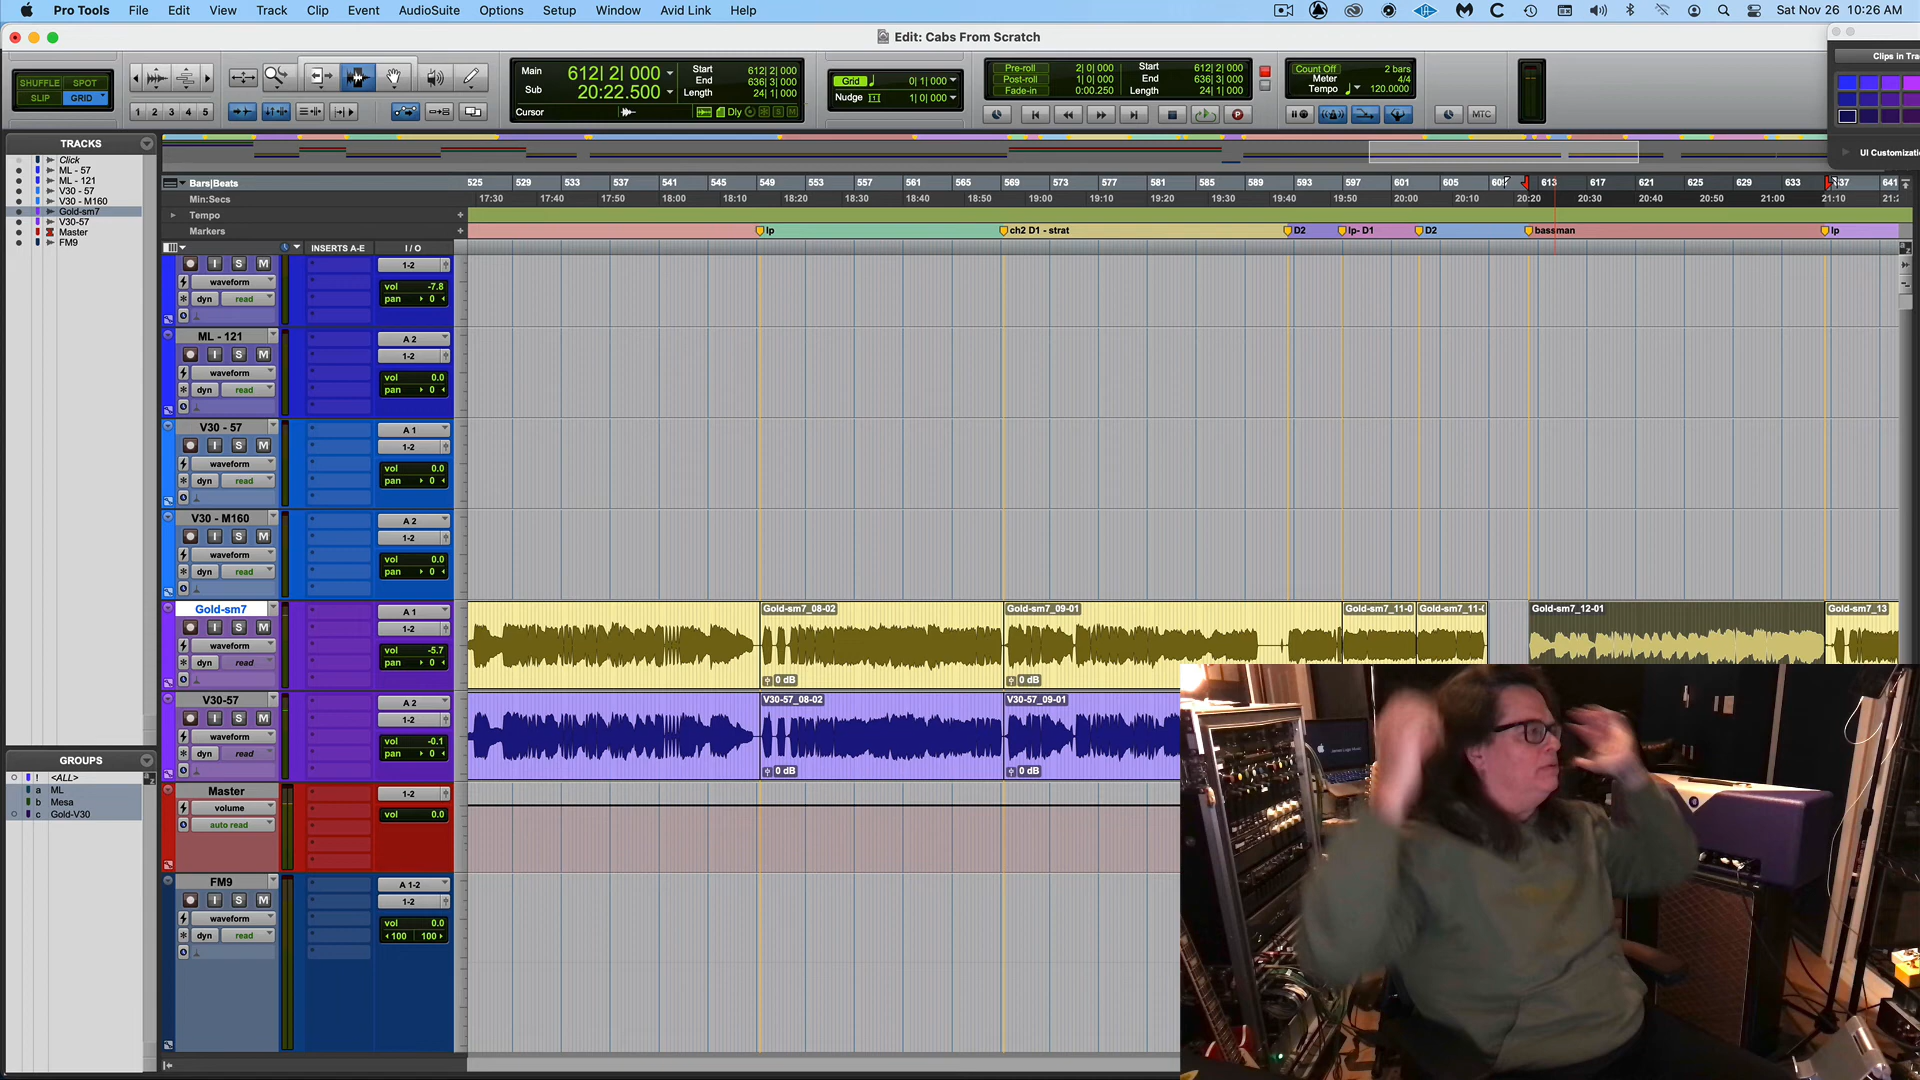 Pro Tools File Edit View Track Clip Event AudioSuite Options Setup Window Avid Link Help
Sat Nov 26 10:26 AM
Edit: Cabs From Scratch
SHUFFLE SPOT
SLIP GRID
1 2 3 4 5
Main 612| 2| 000
Sub 20:22.500
Cursor
Start 612| 2| 000
End 636| 3| 000
Length 24| 1| 000
Dly
Grid 0| 1| 000
Nudge 1| 0| 000
Pre-roll 2| 0| 000
Post-roll 1| 0| 000
Fade-in 0:00.250
Start 612| 2| 000
End 636| 3| 000
Length 24| 1| 000
Count Off 2 bars
Meter 4/4
Tempo 120.0000
MTC
Clips in Tra
UI Customizatio
TRACKS
Click
ML - 57
ML - 121
V30 - 57
V30 - M160
Gold-sm7
V30-57
Master
FM9
GROUPS
! <ALL>
a ML
b Mesa
c Gold-V30
Bars|Beats
525 529 533 537 541 545 549 553 557 561 565 569 573 577 581 585 589 593 597 601 605 609 613 617 621 625 629 633 637 641
Min:Secs
17:30 17:40 17:50 18:00 18:10 18:20 18:30 18:40 18:50 19:00 19:10 19:20 19:30 19:40 19:50 20:00 20:10 20:20 20:30 20:40 20:50 21:00 21:10 21:2
Tempo
Markers
lp ch2 D1 - strat D2 lp- D1 D2 bassman lp
INSERTS A-E I / O
I S M
1-2
waveform
vol -7.8
dyn read
pan 0
ML - 121
A 2
I S M
1-2
waveform
vol 0.0
dyn read
pan 0
V30 - 57
A 1
I S M
1-2
waveform
vol 0.0
dyn read
pan 0
V30 - M160
A 2
I S M
1-2
waveform
vol 0.0
dyn read
pan 0
Gold-sm7
A 1
I S M
1-2
waveform
vol -5.7
dyn read
pan 0
Gold-sm7_08-02 Gold-sm7_09-01 Gold-sm7_11-0 Gold-sm7_11-( Gold-sm7_12-01 Gold-sm7_13
0 dB 0 dB
V30-57
A 2
I S M
1-2
waveform
vol -0.1
dyn read
pan 0
V30-57_08-02 V30-57_09-01
0 dB 0 dB
Master
1-2
volume
vol 0.0
auto read
FM9
A 1-2
I S M
1-2
waveform
vol 0.0
dyn read
100 100